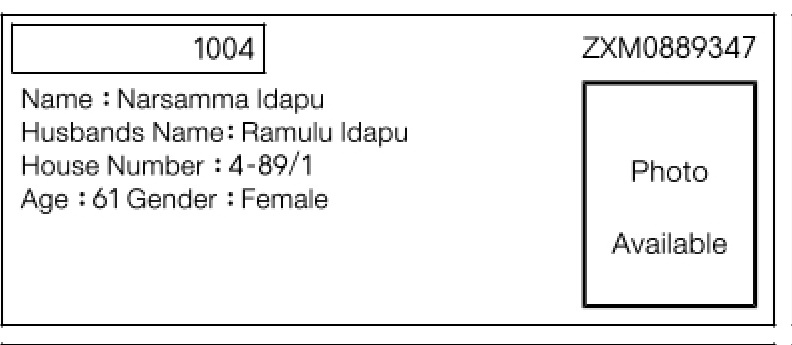 1004
ZXM0889347
Name : Narsamma Idapu
Husbands Name: Ramulu Idapu
House Number : 4-89/1
Age : 61 Gender : Female
Photo
Available